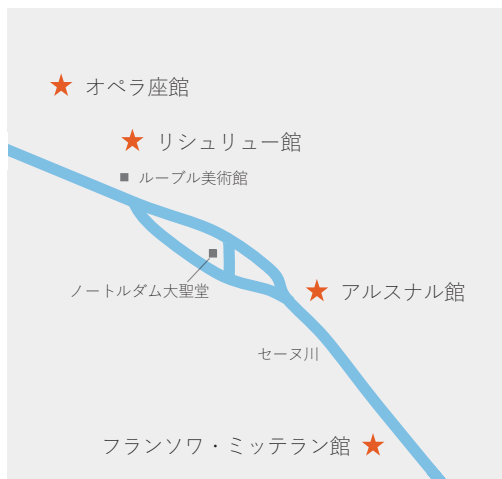 オペラ座館
リシュリュー館
ルーブル美術館
ノートルダム大聖堂
アルスナル館
セーヌ川
フランソワ・ミッテラン館